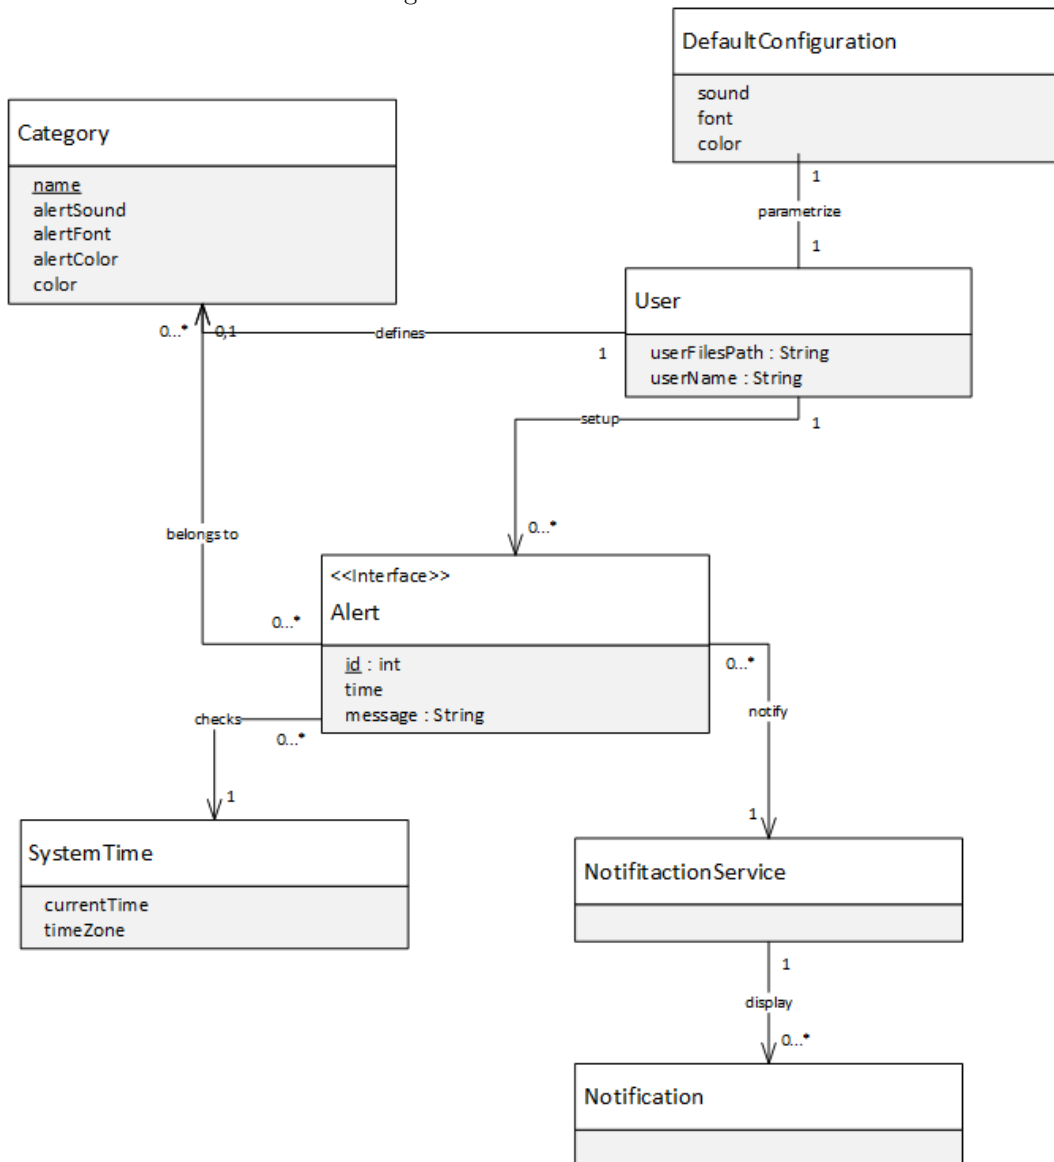 DefaultConfiguration
sound
font
color
Category
name
alertSound
alertFont
alertColor
color
1
parametrize
1
User
userFilesPath : String
userName : String
0...*
0,1
defines
1
setup
1
belongs to
0...*
<<Interface>>
Alert
id : int
time
message : String
0...*
0...*
notify
checks
0...*
1
1
SystemTime
currentTime
timeZone
NotifitactionService
1
display
0...*
Notification